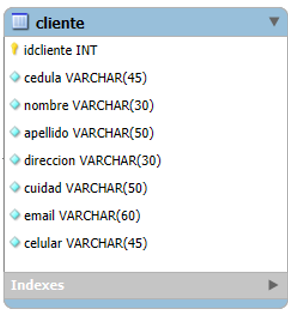 cliente
idcliente INT
cedula VARCHAR(45)
nombre VARCHAR(30)
apellido VARCHAR(50)
direccion VARCHAR(30)
cuidad VARCHAR(50)
email VARCHAR(60)
celular VARCHAR(45)
Indexes